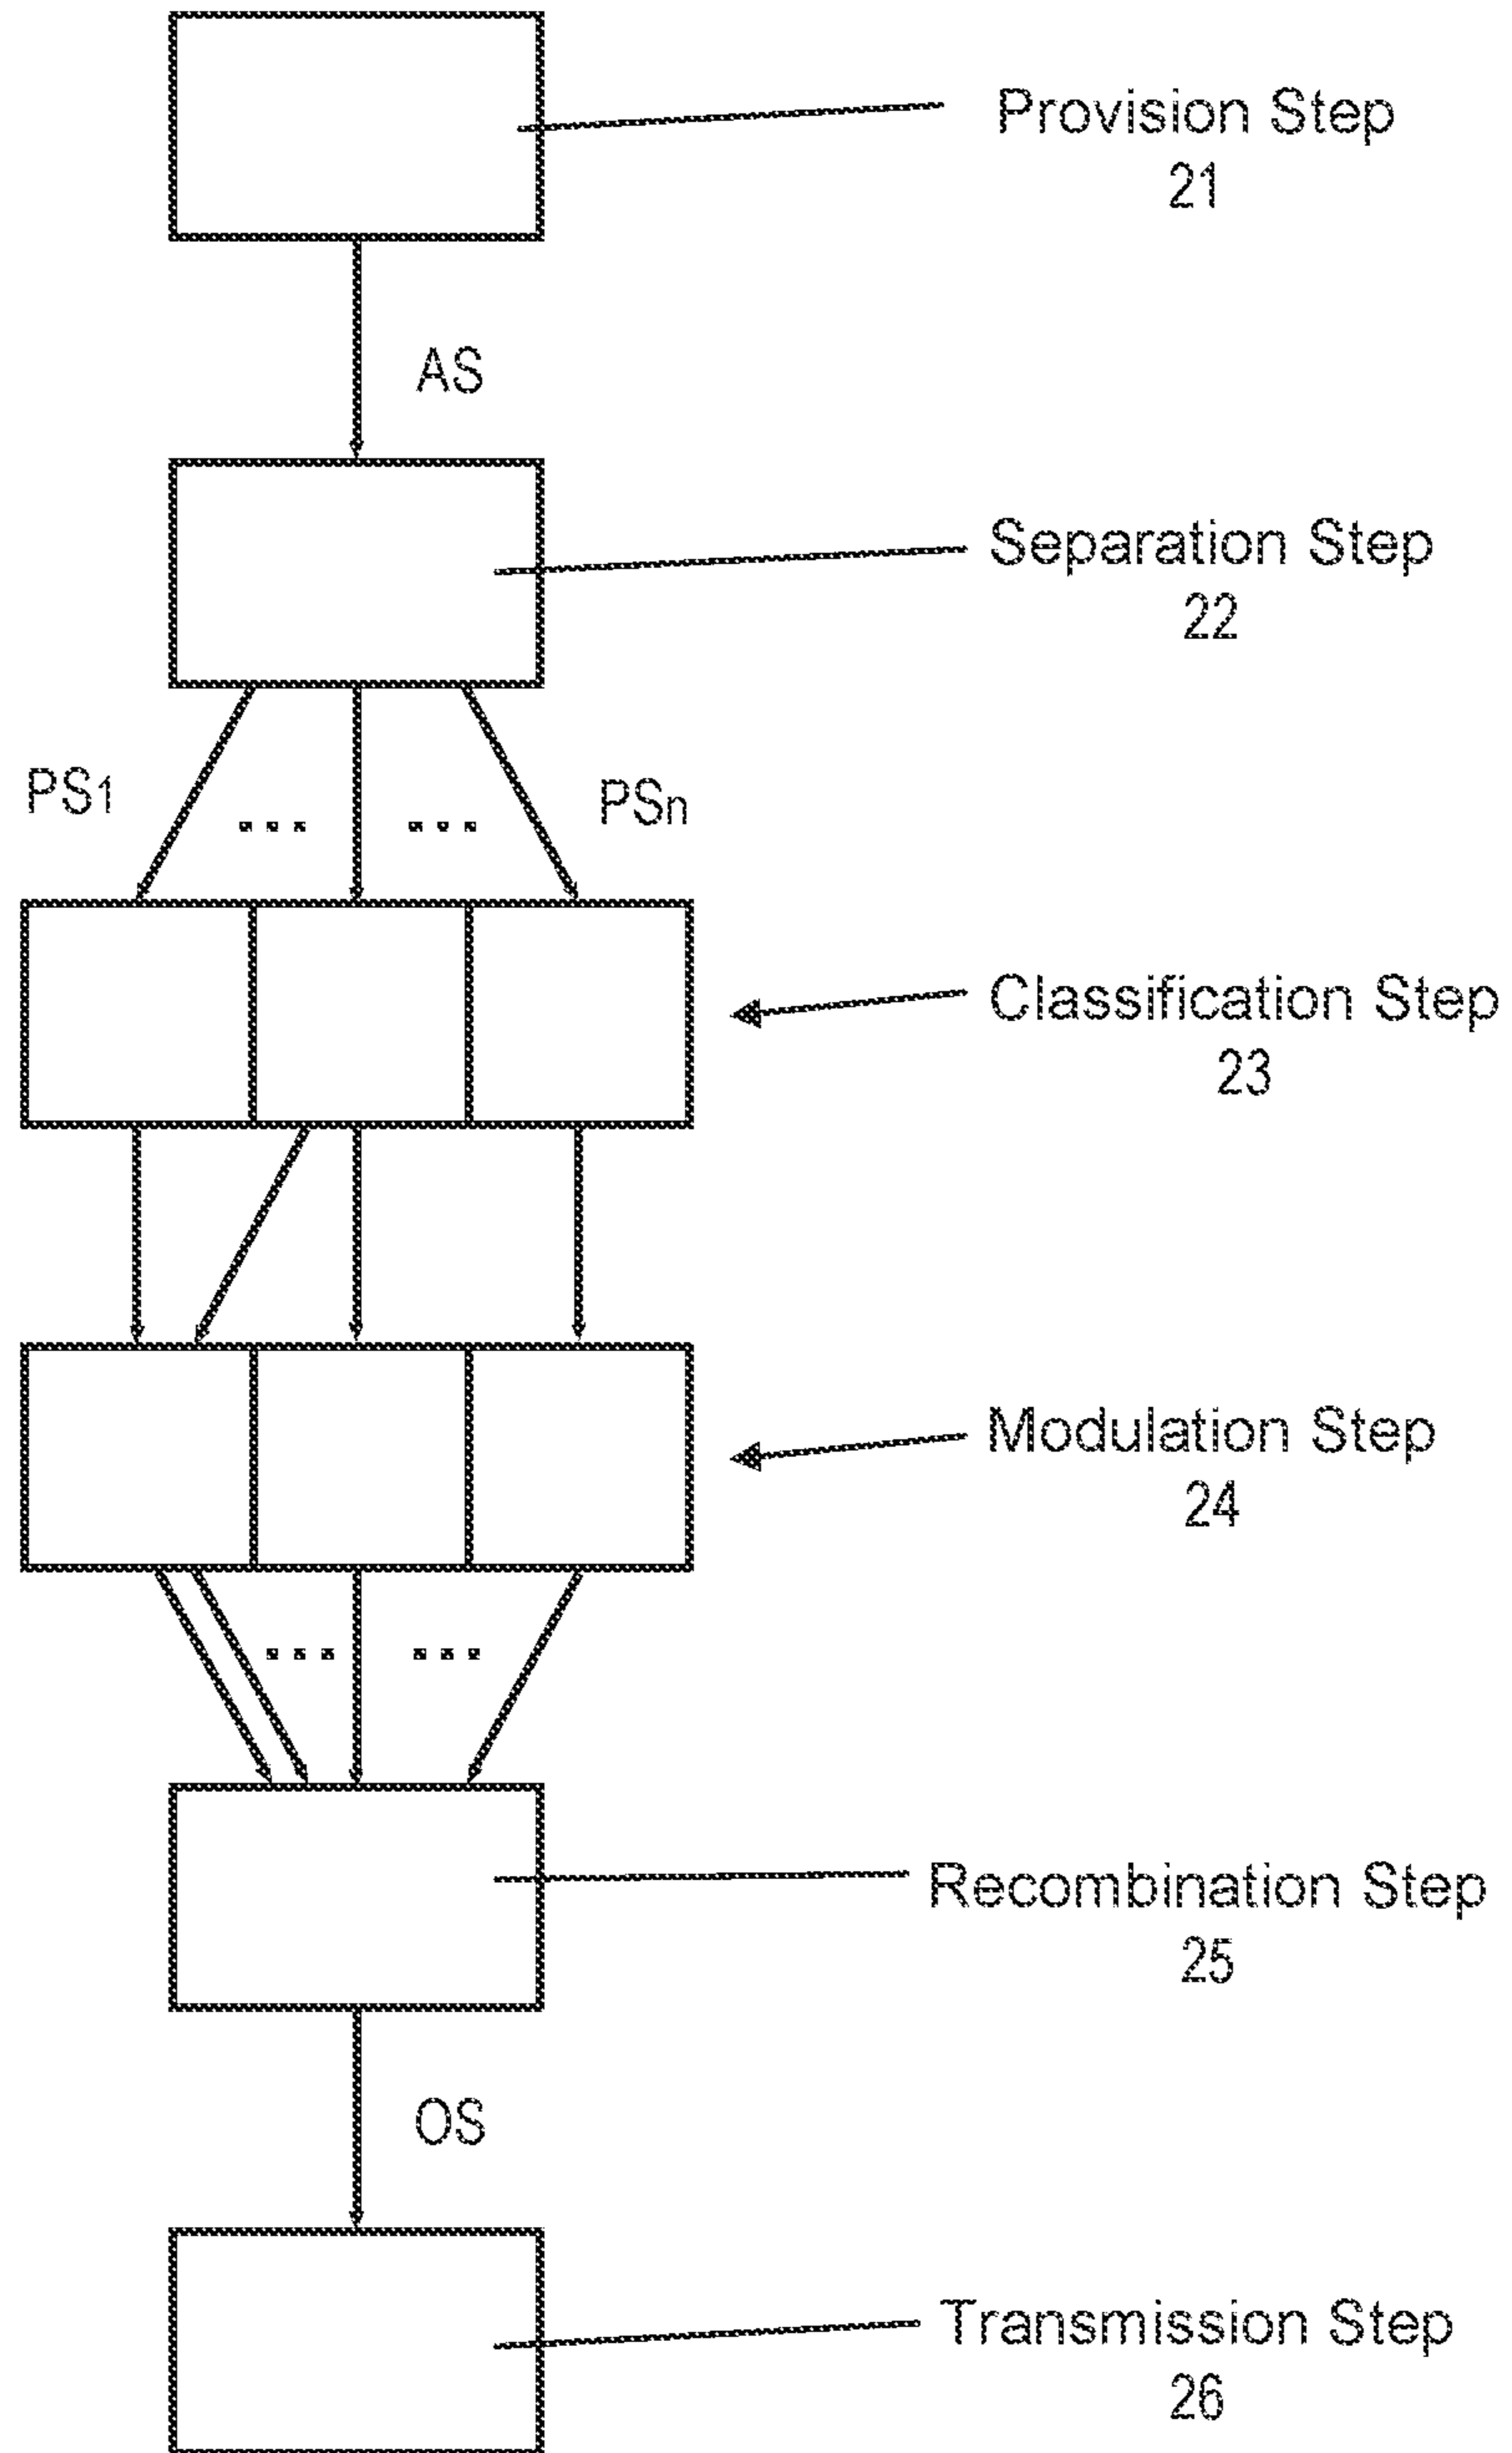 Provision Step
21
AS
Separation Step
22
PS1
... ...
PSn
Classification Step
23
Modulation Step
24
... ...
Recombination Step
25
OS
Transmission Step
26